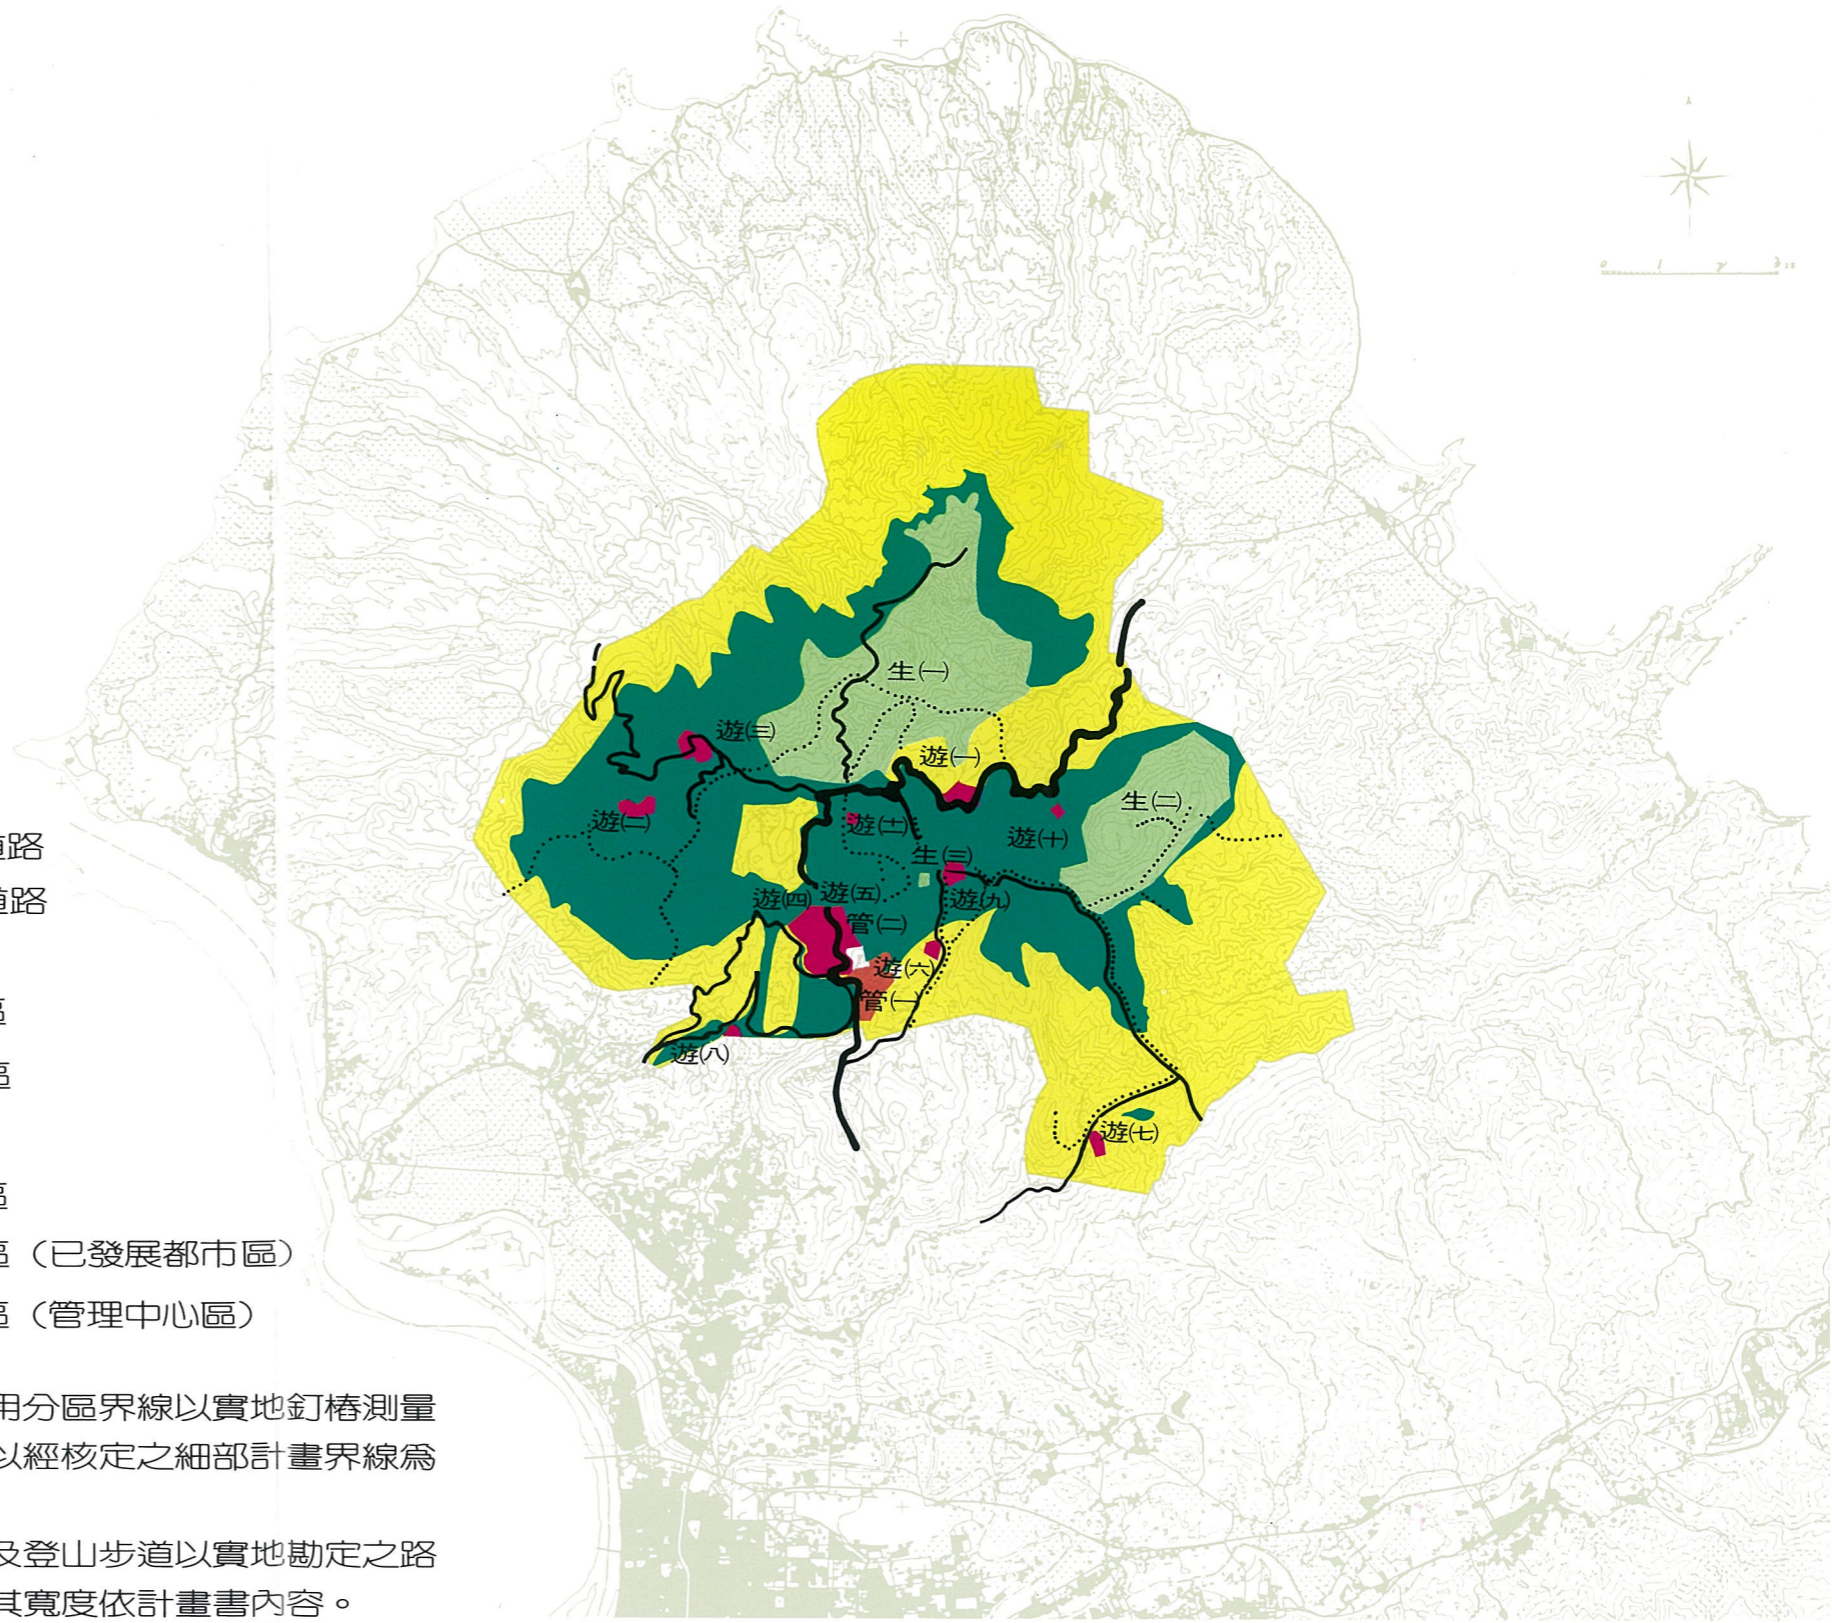 生㈠
遊㈢
遊㈠
生㈡
遊㈡
遊㈩
生㈢
道路
遊㈣
遊㈤
遊㈨
道路
管㈡
遊㈥
管㈠
區
遊㈧
區
遊㈦
區
區（已發展都市區）
區（管理中心區）
用分區界線以實地釘樁測量
以經核定之細部計畫界線為
及登山步道以實地勘定之路
其寬度依計畫書內容。